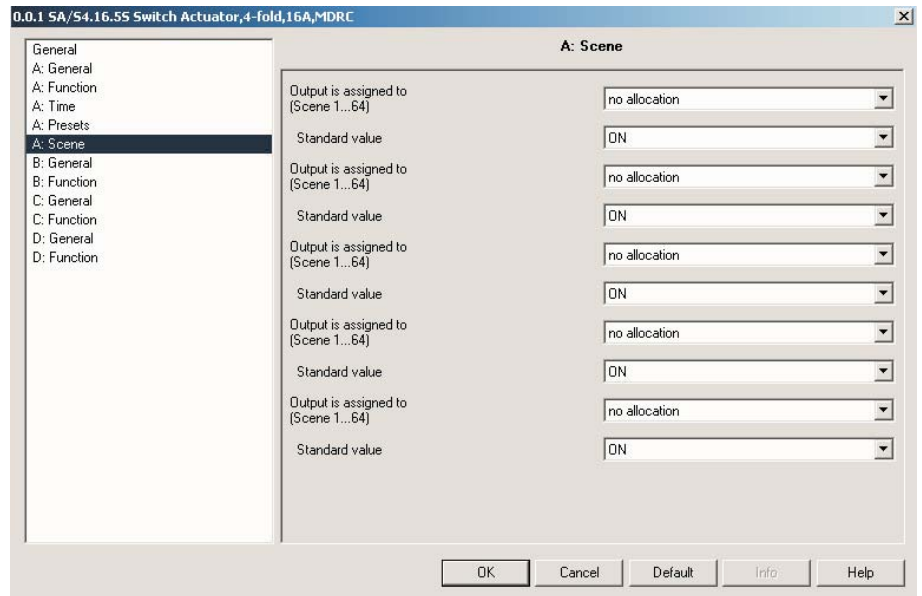 0.0.1 SA/S4.16.5S Switch Actuator,4-fold,16A,MDRC
General
A: General
A: Function
A: Time
A: Presets
A: Scene
B: General
B: Function
C: General
C: Function
D: General
D: Function
A: Scene
Output is assigned to
(Scene 1...64)
no allocation
Standard value
ON
Output is assigned to
(Scene 1...64)
no allocation
Standard value
ON
Output is assigned to
(Scene 1...64)
no allocation
Standard value
ON
Output is assigned to
(Scene 1...64)
no allocation
Standard value
ON
Output is assigned to
(Scene 1...64)
no allocation
Standard value
ON
OK
Cancel
Default
Info
Help